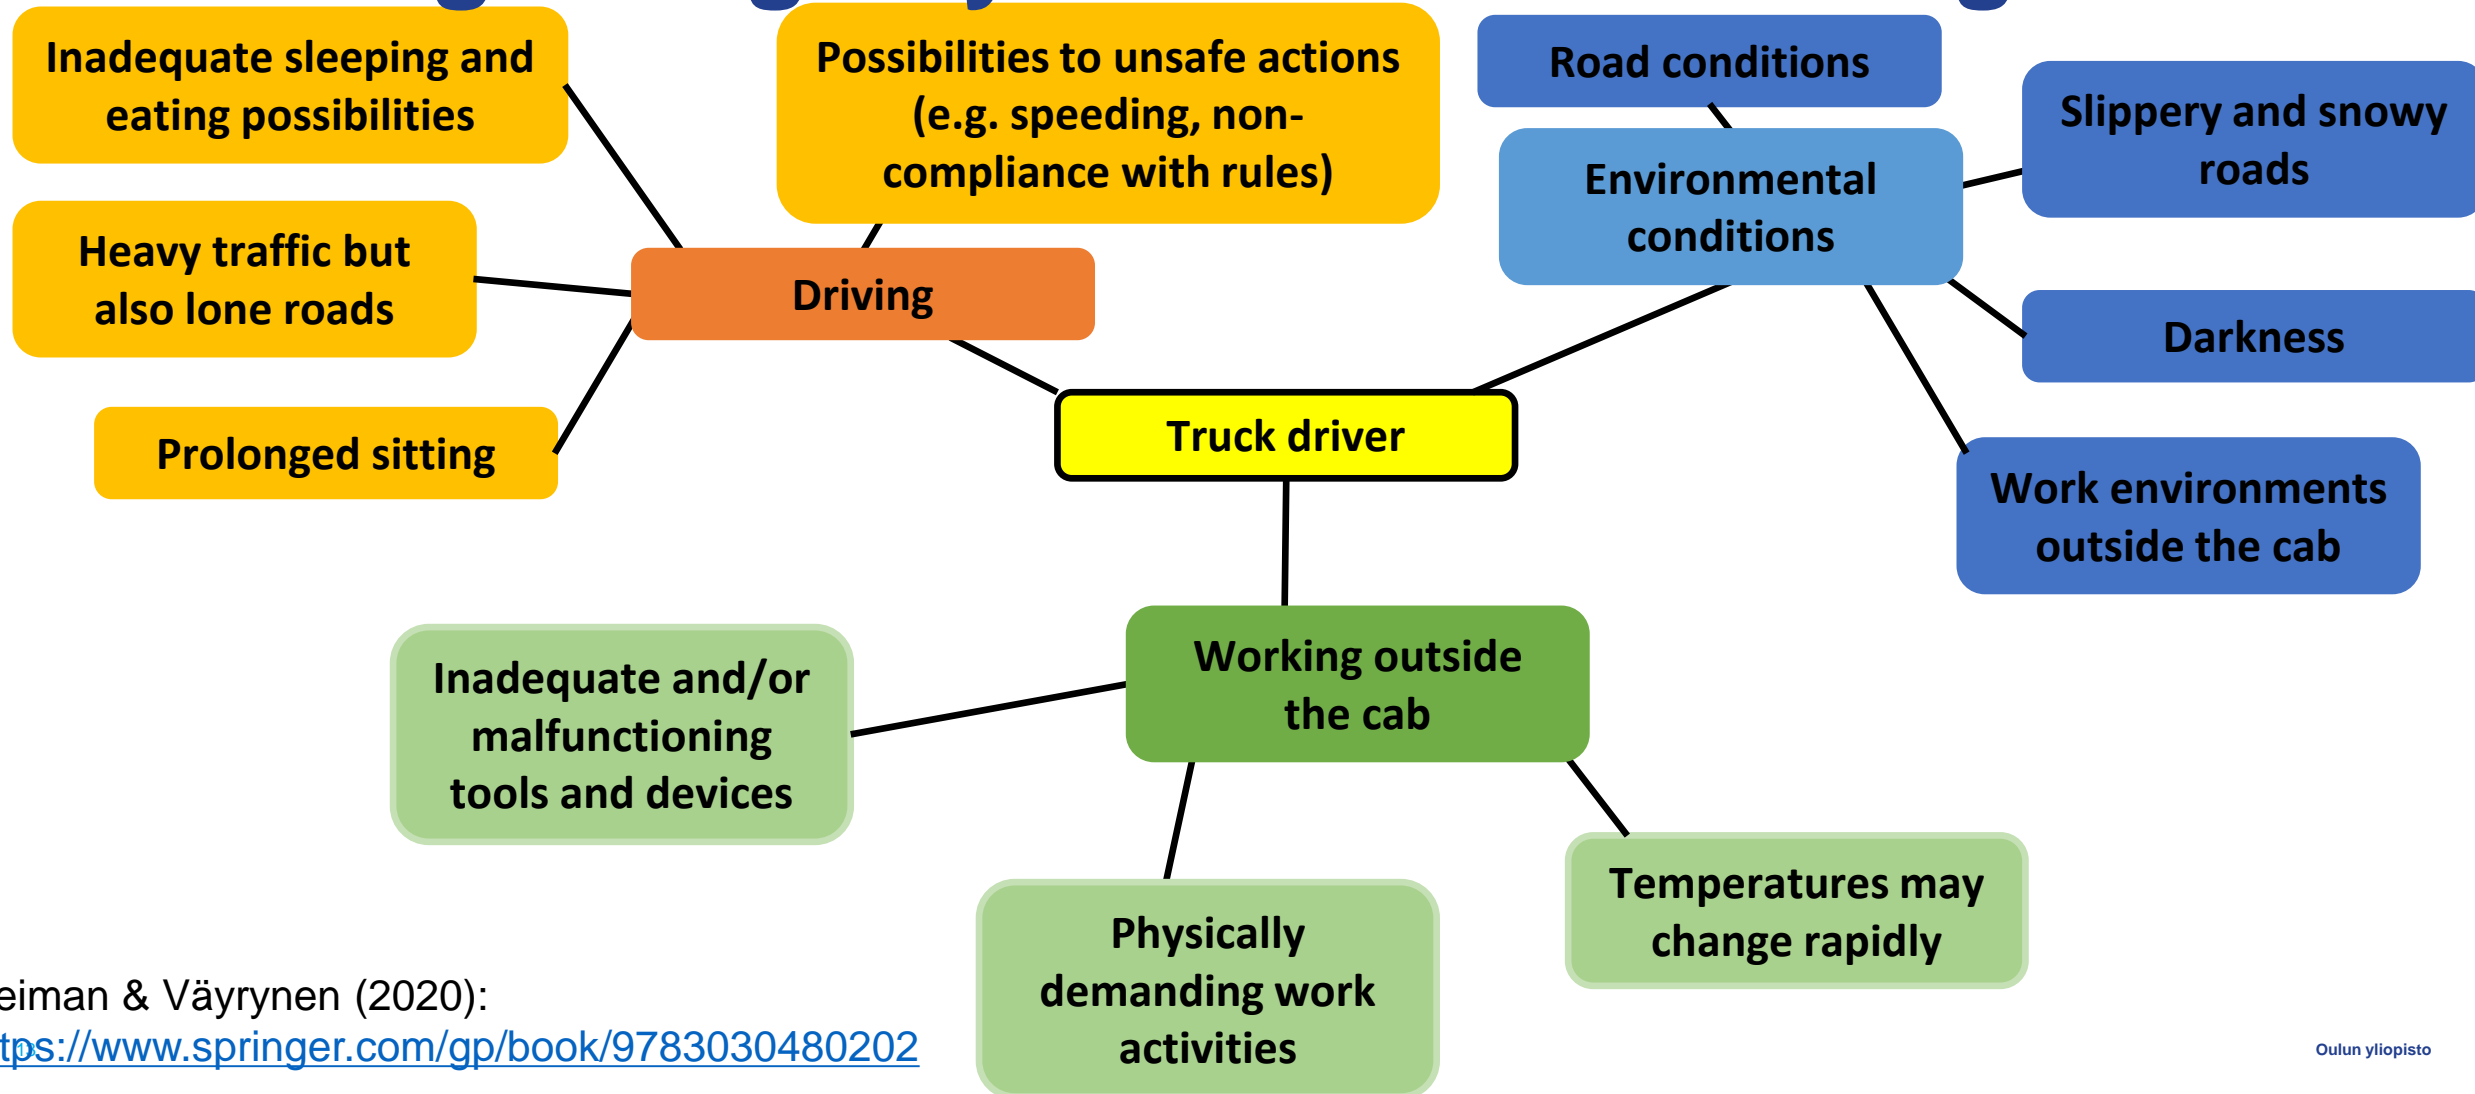 Inadequate sleeping and
eating possibilities
Possibilities to unsafe actions
(e.g. speeding, non-
compliance with rules)
Road conditions
Slippery and snowy
roads
Environmental
conditions
Heavy traffic but
also lone roads
Driving
Darkness
Prolonged sitting
Truck driver
Work environments
outside the cab
Working outside
the cab
Inadequate and/or
malfunctioning
tools and devices
Temperatures may
change rapidly
Physically
demanding work
activities
eiman & Väyrynen (2020):
tps://www.springer.com/gp/book/9783030480202
13
Oulun yliopisto